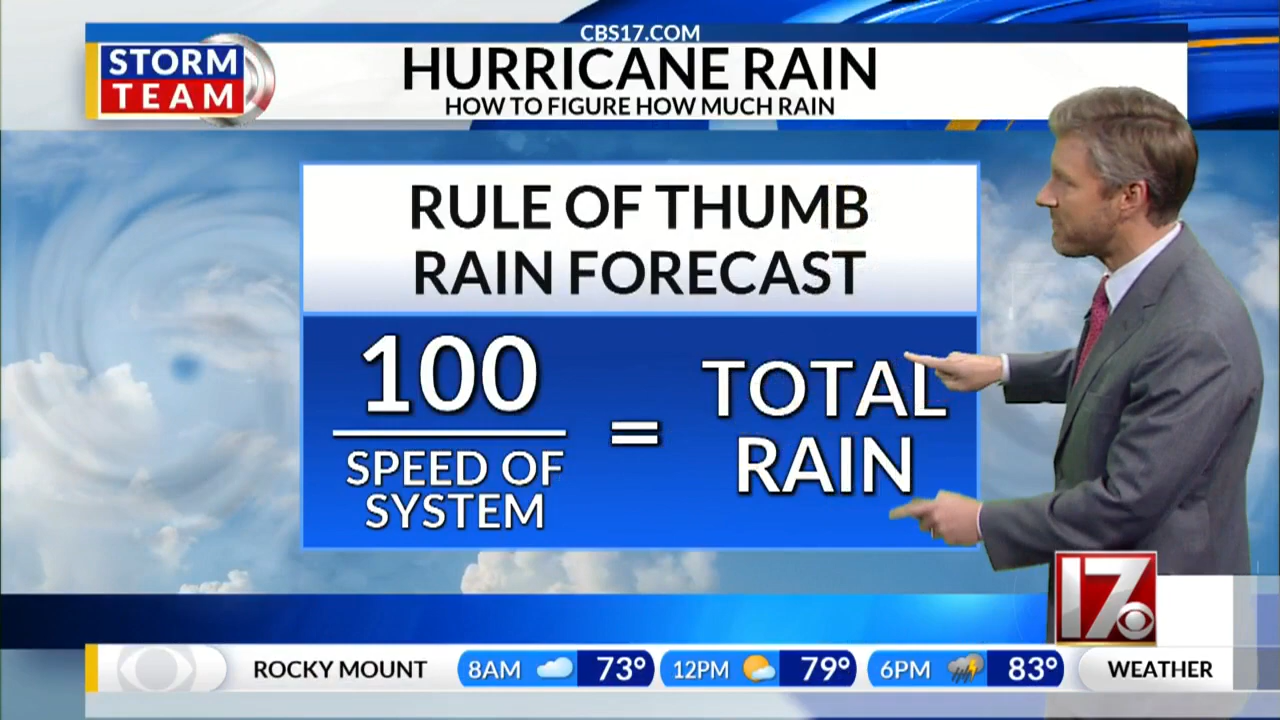 CBS17.COM
STORM
TEAM
HURRICANE RAIN
HOW TO FIGURE HOW MUCH RAIN
RULE OF THUMB
RAIN FORECAST
100
SPEED OF
SYSTEM
=
TOTAL
RAIN
17
ROCKY MOUNT 8AM 73° 12PM 79° 6PM 83° WEATHER